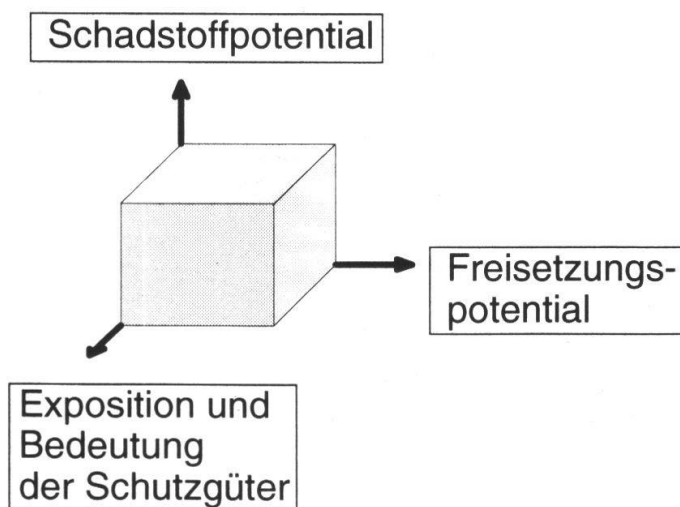 Schadstoffpotential
Freisetzungs-
potential
Exposition und
Bedeutung
der Schutzgüter